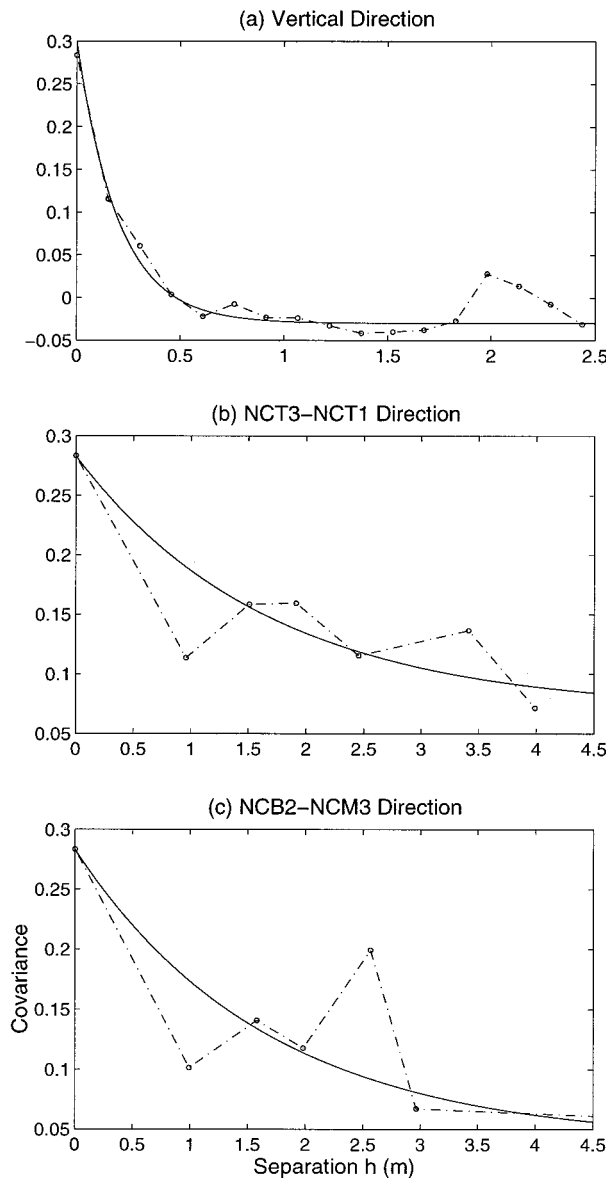 (a) Vertical Direction
0.3
0.25
0.2
0.15
0.1
0.05
0
−0.05
0 0.5 1 1.5 2 2.5
(b) NCT3−NCT1 Direction
0.3
0.25
0.2
0.15
0.1
0.05
0 0.5 1 1.5 2 2.5 3 3.5 4 4.5
(c) NCB2−NCM3 Direction
0.3
0.25
0.2
0.15
0.1
0.05
Covariance
0 0.5 1 1.5 2 2.5 3 3.5 4 4.5
Separation h (m)